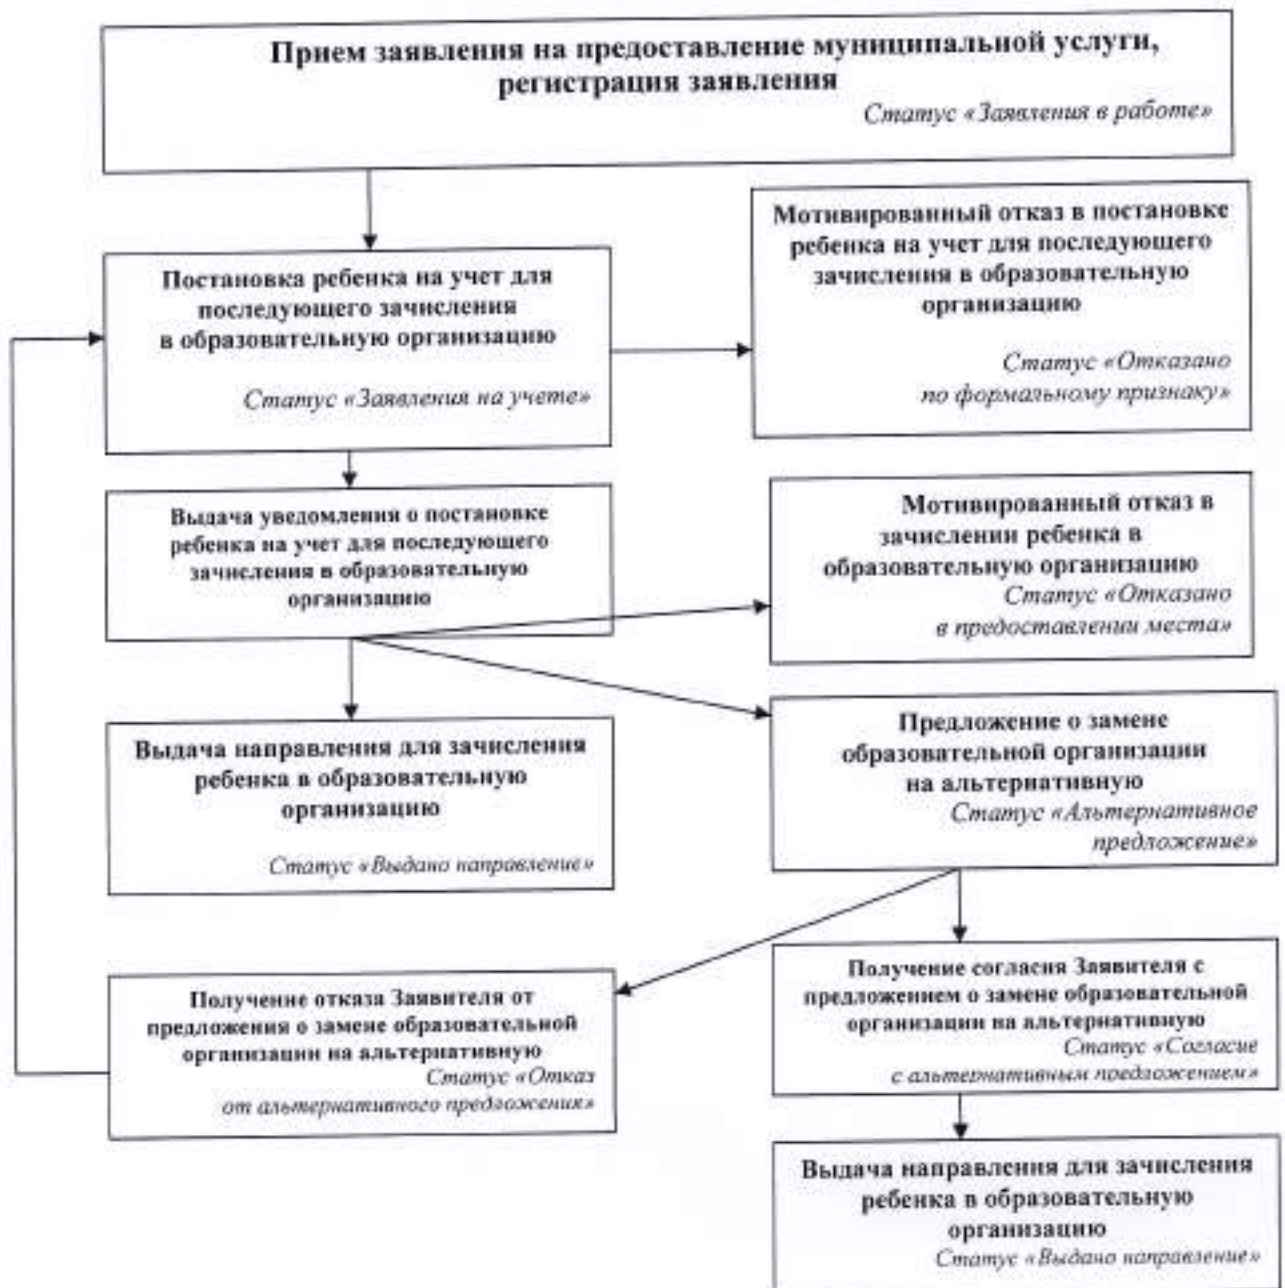 Прием заявления на предоставление муниципальной услуги,
регистрация заявления
Статус «Заявления в работе»
Мотивированный отказ в постановке
ребенка на учет для последующего
зачисления в образовательную
организацию
Статус «Отказано
по формальному признаку»
Постановка ребенка на учет для
последующего зачисления
в образовательную организацию
Статус «Заявления на учете»
Выдача уведомления о постановке
ребенка на учет для последующего
зачисления в образовательную
организацию
Мотивированный отказ в
зачислении ребенка в
образовательную организацию
Статус «Отказано
в предоставлении места»
Выдача направления для зачисления
ребенка в образовательную
организацию
Статус «Выдано направление»
Предложение о замене
образовательной организации
на альтернативную
Статус «Альтернативное
предложение»
Получение отказа Заявителя от
предложения о замене образовательной
организации на альтернативную
Статус «Отказ
от альтернативного предложения»
Получение согласия Заявителя с
предложением о замене образовательной
организации на альтернативную
Статус «Согласие
с альтернативным поедложением»
Выдача направления для зачисления
ребенка в образовательную
организацию
Статус «Выдано направление»